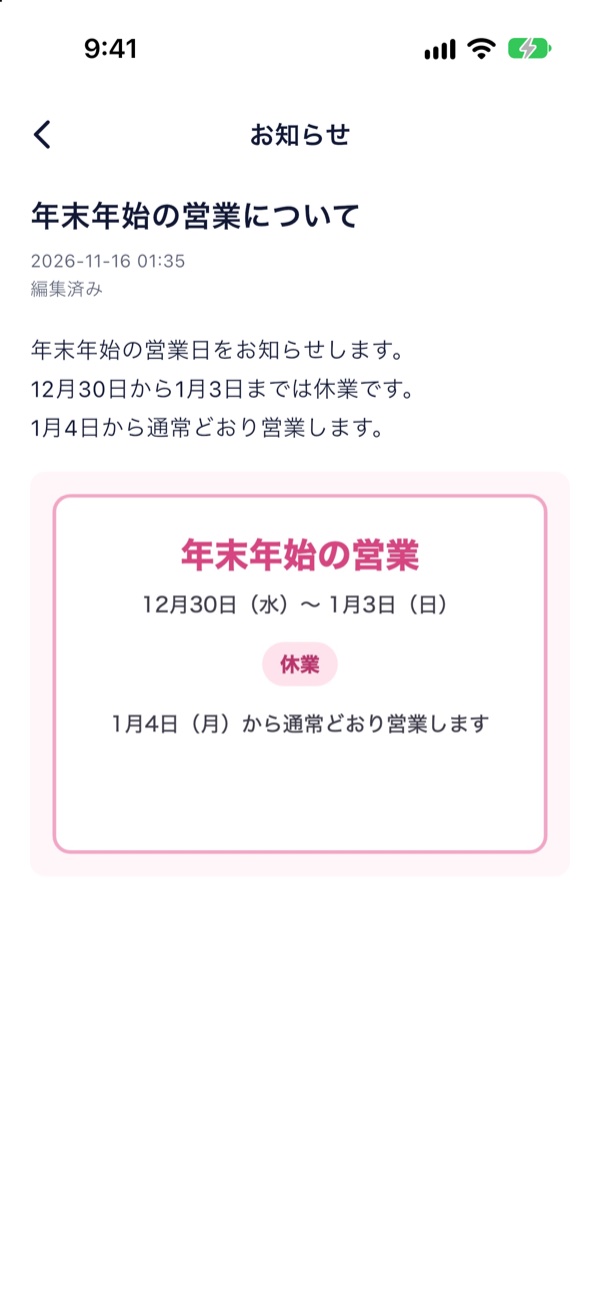 9:41
お知らせ
年末年始の営業について
2026-11-16 01:35
編集済み
年末年始の営業日をお知らせします。
12月30日から1月3日までは休業です。
1月4日から通常どおり営業します。
年末年始の営業
12月30日（水）～ 1月3日（日）
休業
1月4日（月）から通常どおり営業します